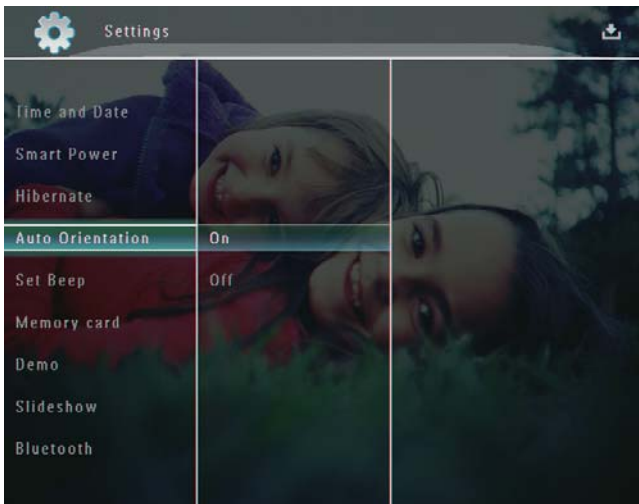 Settings
Time and Date
Smart Power
Hibernate
Auto Orientation
On
Set Beep
Off
Memory card
Demo
Slideshow
Bluetooth